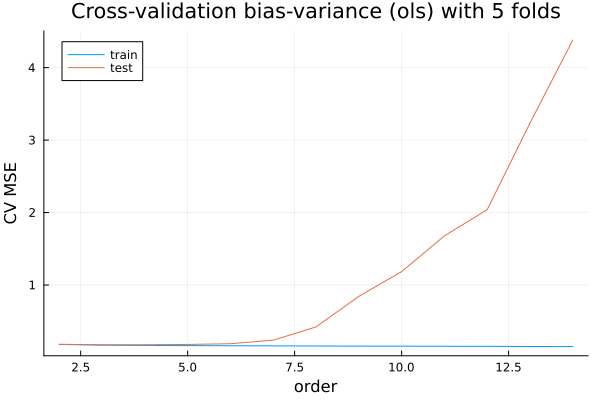 Cross-validation bias-variance (ols) with 5 folds
train
test
4
3
2
1
CV MSE
2.5 5.0 7.5 10.0 12.5
order